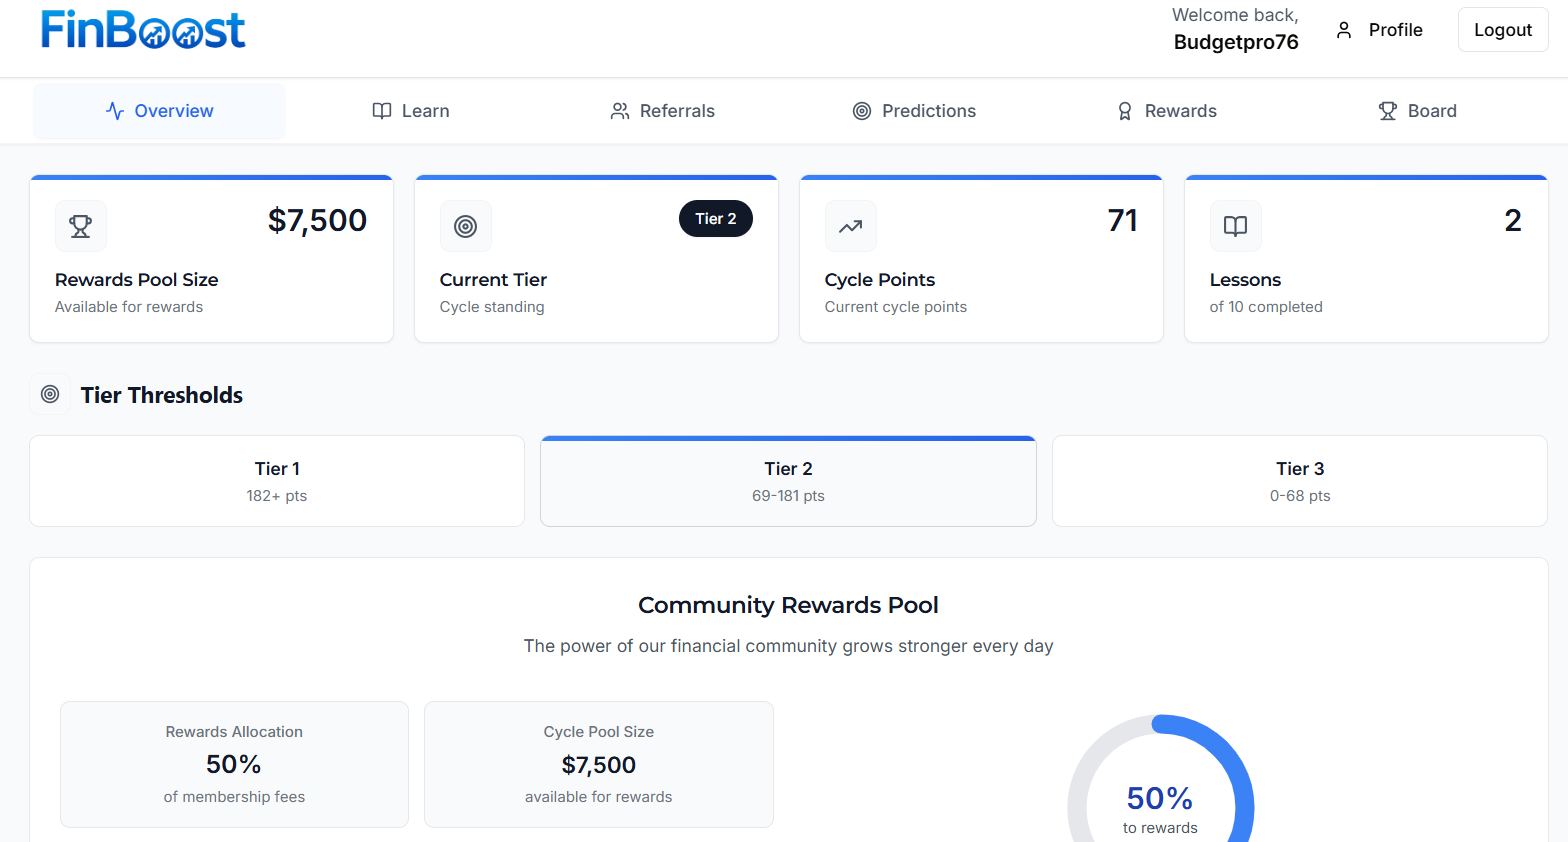 FinBoost
Welcome back,
Budgetpro76
Profile
Logout
Overview
Learn
Referrals
Predictions
Rewards
Board
$7,500
Rewards Pool Size
Available for rewards
Tier 2
Current Tier
Cycle standing
71
Cycle Points
Current cycle points
2
Lessons
of 10 completed
Tier Thresholds
Tier 1
182+ pts
Tier 2
69-181 pts
Tier 3
0-68 pts
Community Rewards Pool
The power of our financial community grows stronger every day
Rewards Allocation
50%
of membership fees
Cycle Pool Size
$7,500
available for rewards
50%
to rewards